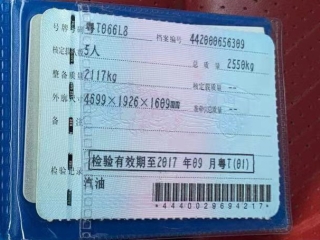 号牌号码 粤T066L8 档案编号 442000656309
核定载人数 5人 总质量 2550kg
整备质量 2117kg 核定载质量 --
外廓尺寸 4599×1926×1609mm 准牵引总质量 --
备注
检验记录 检验有效期至2017年09月粤T(01)
汽油
*4440029694217*